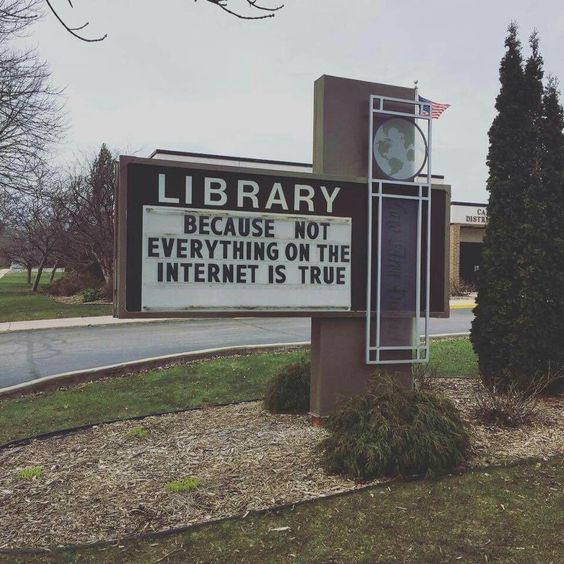 LIBRARY
BECAUSE NOT
EVERYTHING ON THE
INTERNET IS TRUE